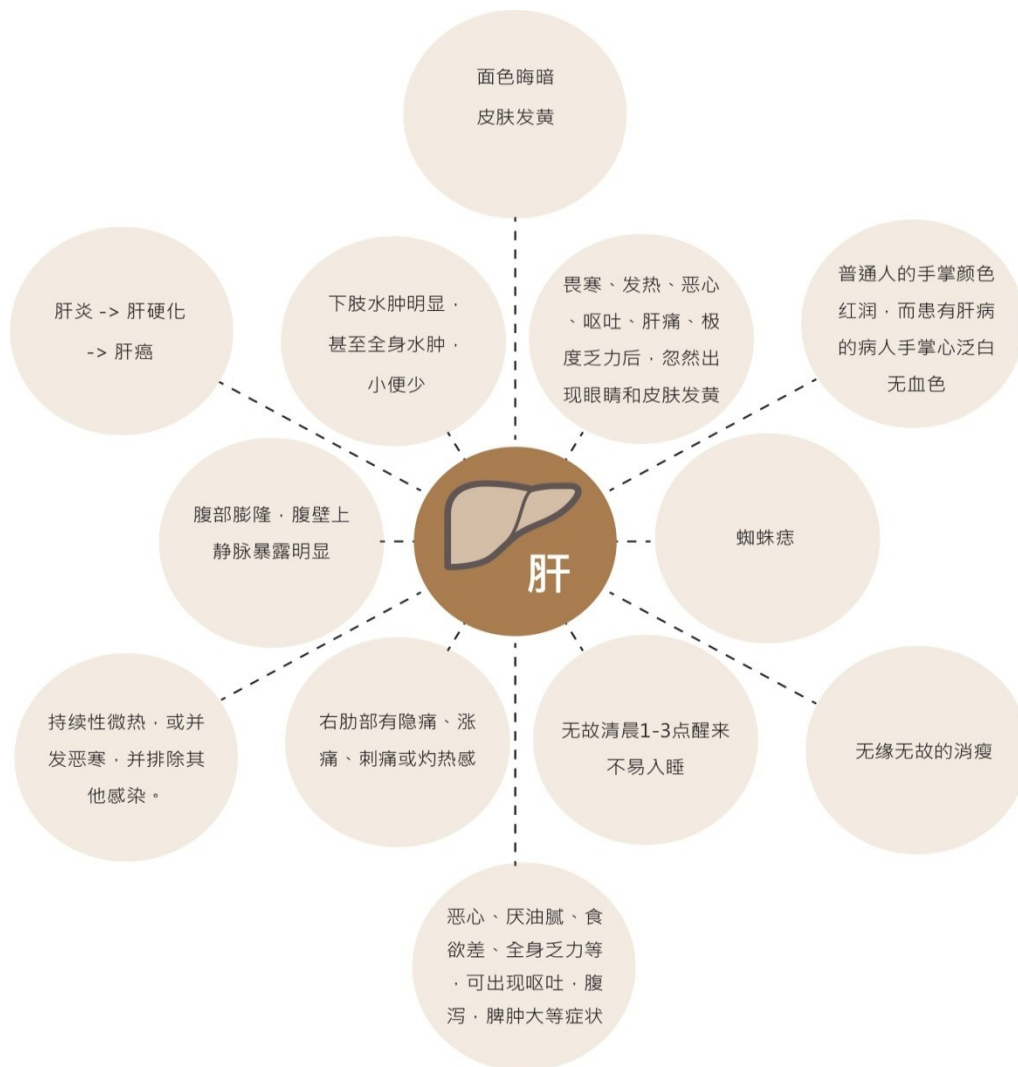 面色晦暗
皮肤发黄
肝炎 -> 肝硬化
-> 肝癌
下肢水肿明显，
甚至全身水肿，
小便少
畏寒、发热、恶心
、呕吐、肝痛、极
度乏力后，忽然出
现眼睛和皮肤发黄
普通人的手掌颜色
红润，而患有肝病
的病人手掌心泛白
无血色
腹部膨隆，腹壁上
静脉暴露明显
肝
蜘蛛痣
持续性微热，或并
发恶寒，并排除其
他感染。
右肋部有隐痛、涨
痛、刺痛或灼热感
无故清晨1-3点醒来
不易入睡
无缘无故的消瘦
恶心、厌油腻、食
欲差、全身乏力等
，可出现呕吐，腹
泻，脾肿大等症状